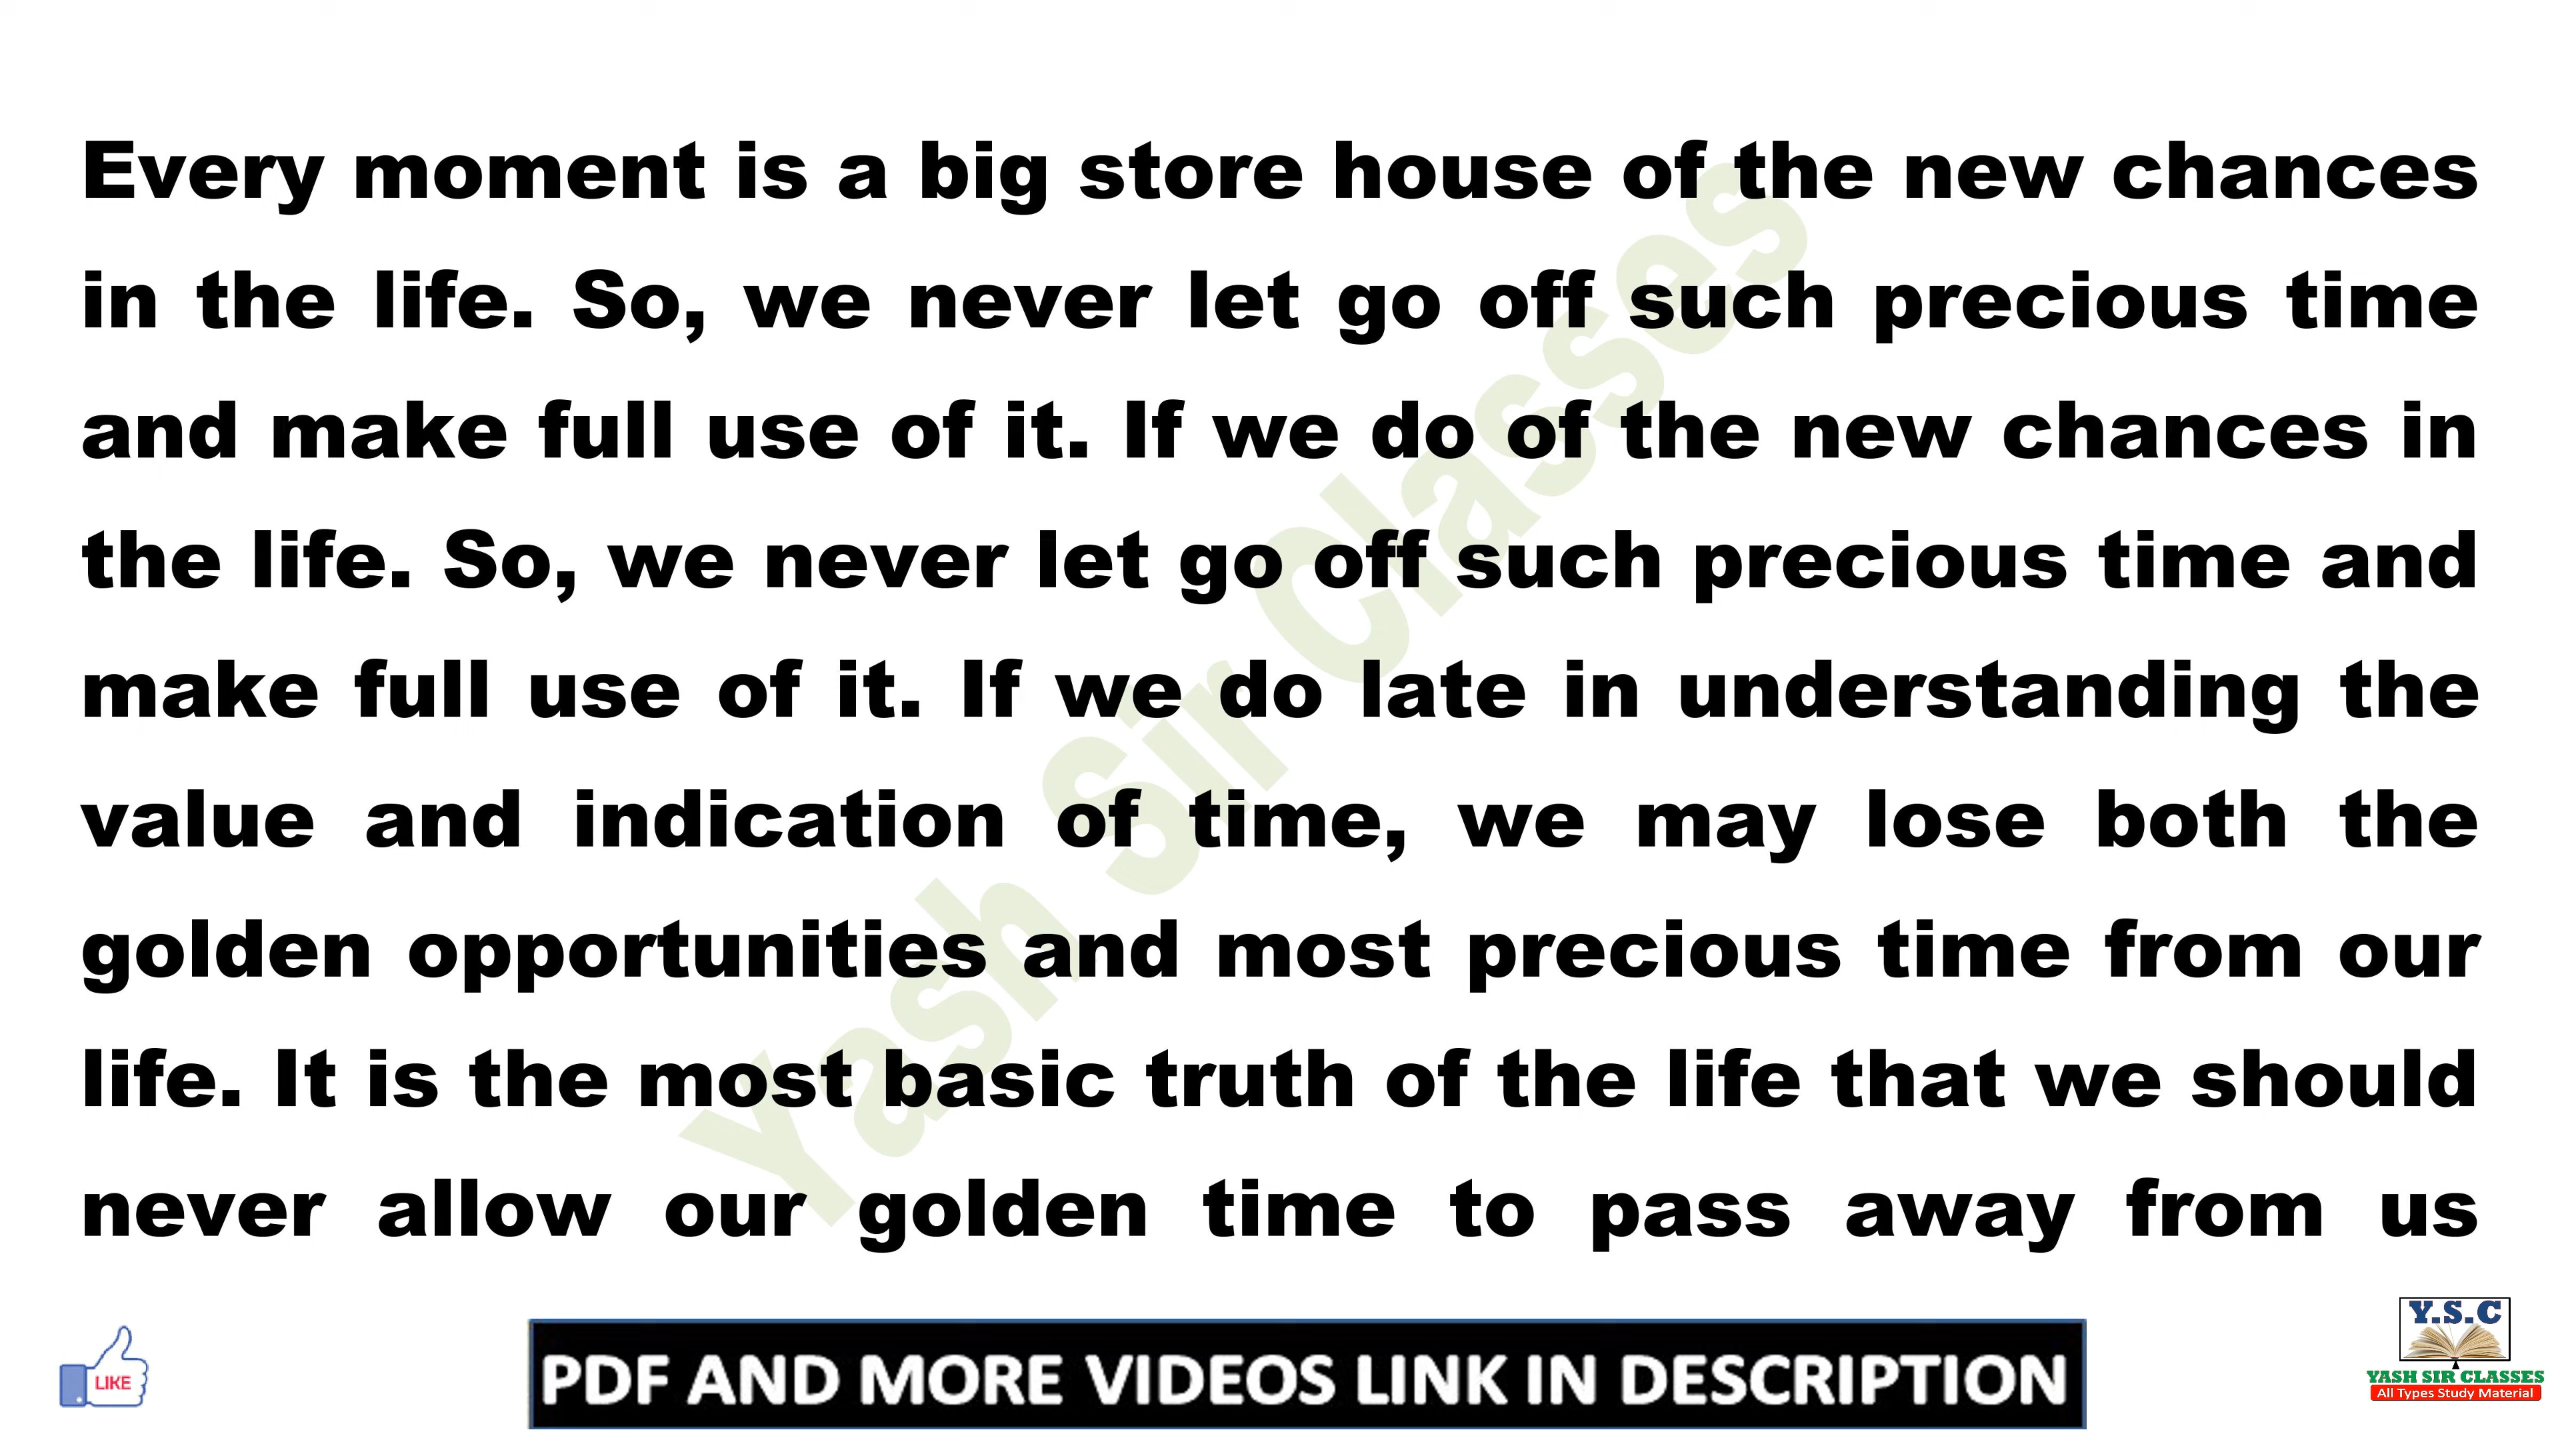 Every moment is a big store house of the new chances
in the life. So, we never let go off such precious time
and make full use of it. If we do of the new chances in
the life. So, we never let go off such precious time and
make full use of it. If we do late in understanding the
value and indication of time, we may lose both the
golden opportunities and most precious time from our
life. It is the most basic truth of the life that we should
never allow our golden time to pass away from us
Yash Sir Classes
LIKE
PDF AND MORE VIDEOS LINK IN DESCRIPTION
Y.S.C
YASH SIR CLASSES
All Types Study Material